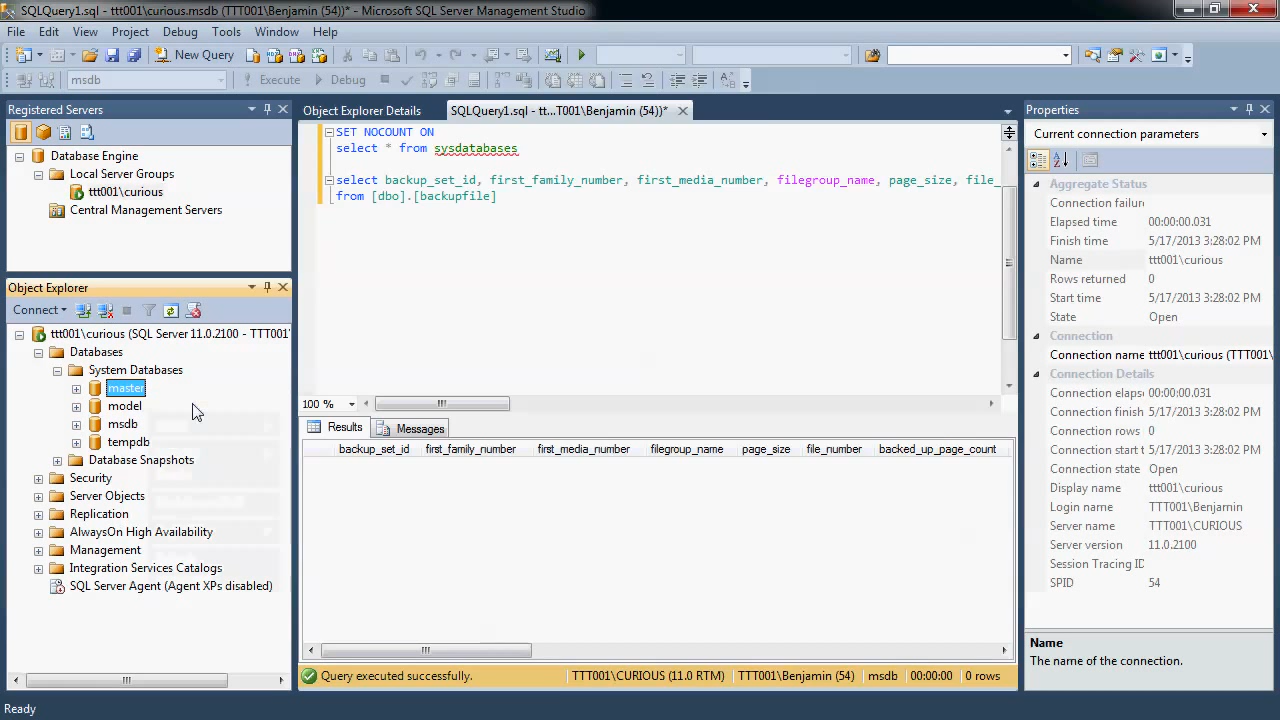 SQLQuery1.sql - ttt001\curious.msdb (TTT001\Benjamin (54))* - Microsoft SQL Server Management Studio
File Edit View Project Debug Tools Window Help
New Query
msdb Execute Debug
Registered Servers
Database Engine
Local Server Groups
ttt001\curious
Central Management Servers
Object Explorer
Connect
ttt001\curious (SQL Server 11.0.2100 - TTT001'
Databases
System Databases
master
model
msdb
tempdb
Database Snapshots
Security
Server Objects
Replication
AlwaysOn High Availability
Management
Integration Services Catalogs
SQL Server Agent (Agent XPs disabled)
Object Explorer Details SQLQuery1.sql - tt...T001\Benjamin (54))*
SET NOCOUNT ON
select * from sysdatabases
select backup_set_id, first_family_number, first_media_number, filegroup_name, page_size, file_
from [dbo].[backupfile]
100 %
Results Messages
backup_set_id first_family_number first_media_number filegroup_name page_size file_number backed_up_page_count
Query executed successfully. TTT001\CURIOUS (11.0 RTM) TTT001\Benjamin (54) msdb 00:00:00 0 rows
Properties
Current connection parameters
Aggregate Status
Connection failure
Elapsed time 00:00:00.031
Finish time 5/17/2013 3:28:02 PM
Name ttt001\curious
Rows returned 0
Start time 5/17/2013 3:28:02 PM
State Open
Connection
Connection name ttt001\curious (TTT001\
Connection Details
Connection elaps 00:00:00.031
Connection finish 5/17/2013 3:28:02 PM
Connection rows 0
Connection start t 5/17/2013 3:28:02 PM
Connection state Open
Display name ttt001\curious
Login name TTT001\Benjamin
Server name TTT001\CURIOUS
Server version 11.0.2100
Session Tracing ID
SPID 54
Name
The name of the connection.
Ready